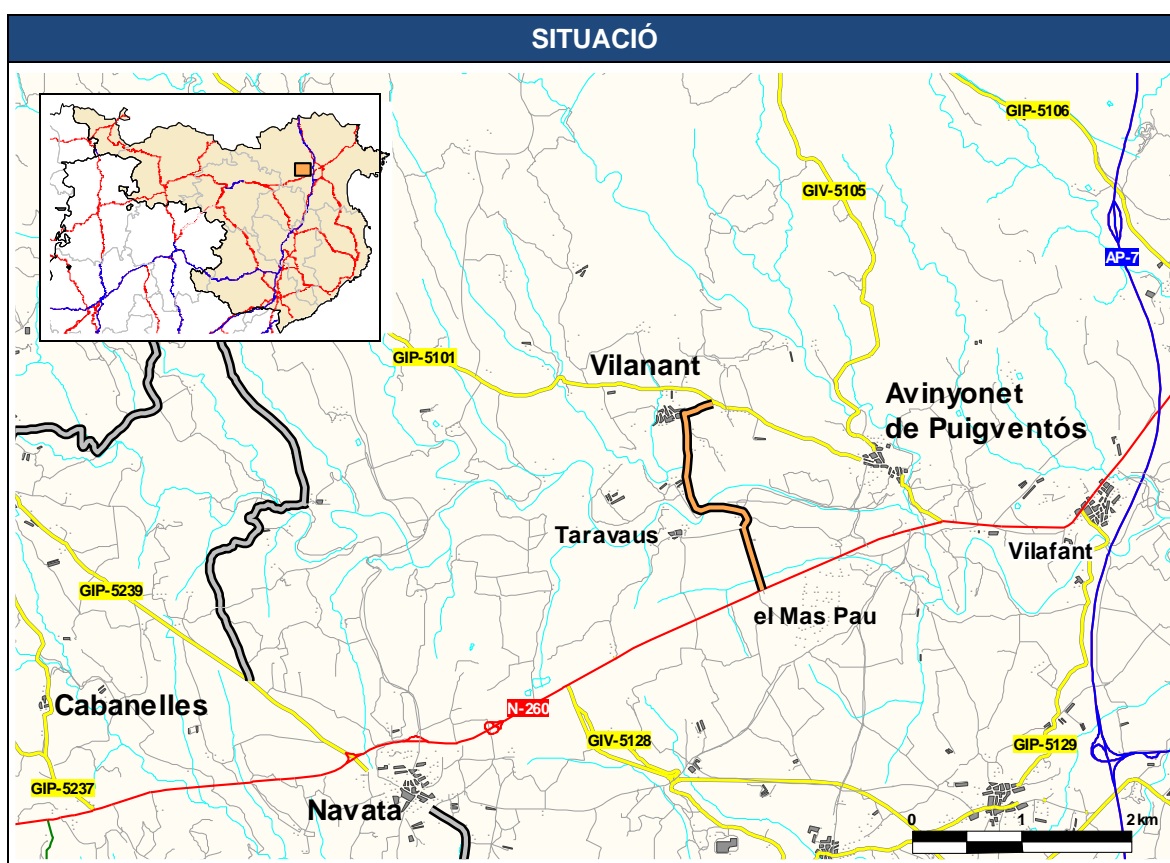 SITUACIÓ
GIP-5106
GIV-5105
AP-7
GIP-5101
Vilanant
Avinyonet
de Puigventós
Taravaus
Vilafant
GIP-5239
el Mas Pau
Cabanelles
N-260
GIV-5128
GIP-5129
GIP-5237
Navata
0 1 2 km